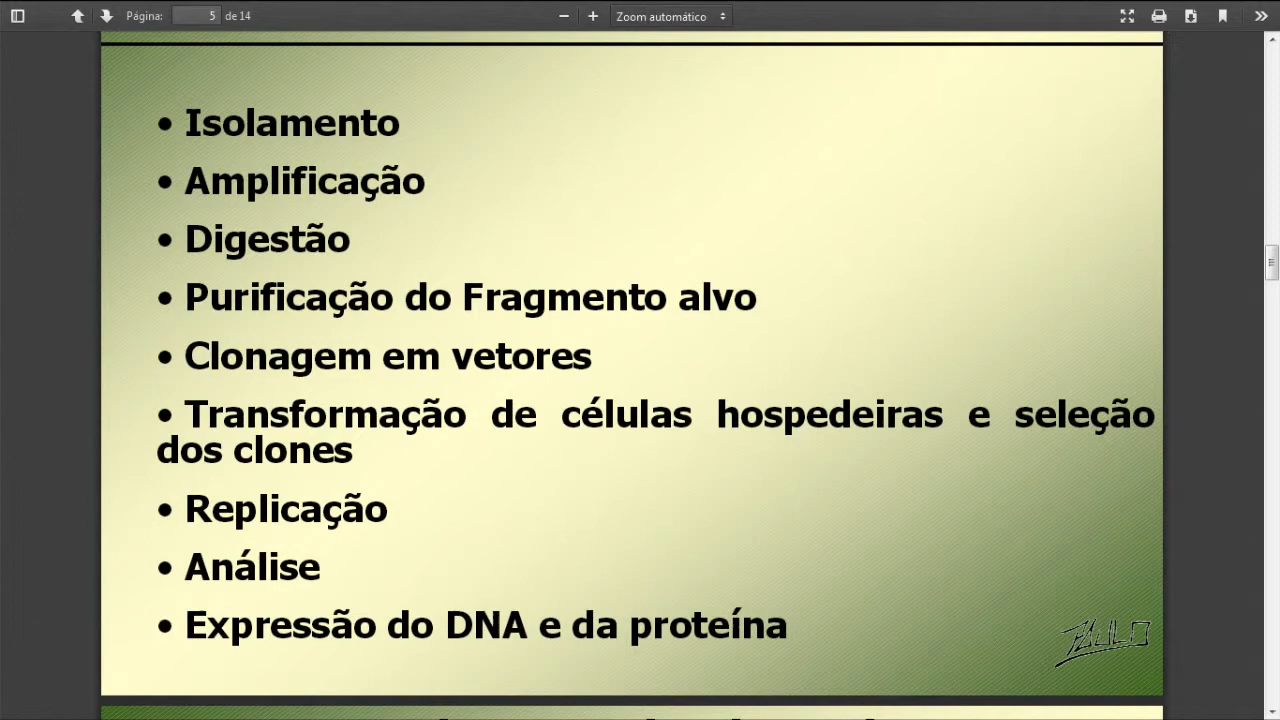 Página: 5 de 14 Zoom automático
• Isolamento
• Amplificação
• Digestão
• Purificação do Fragmento alvo
• Clonagem em vetores
• Transformação de células hospedeiras e seleção
dos clones
• Replicação
• Análise
• Expressão do DNA e da proteína
PAULO